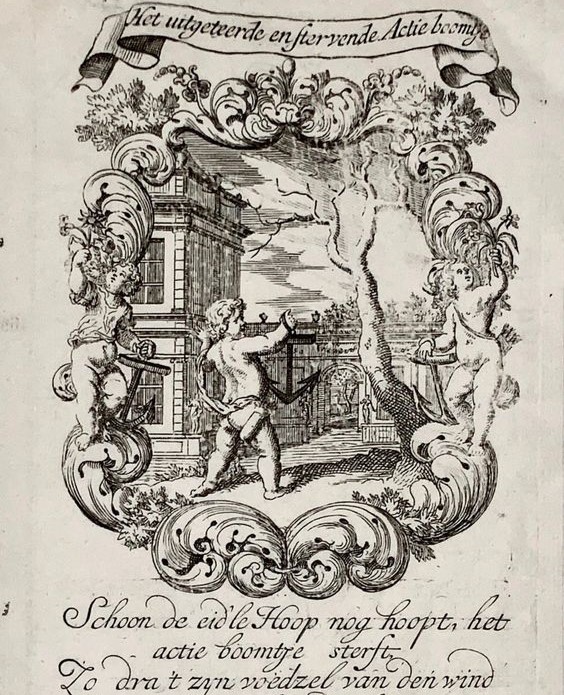 Het uitgeteerde en stervende Actie boomtje
Schoon de eid'le Hoop nog hoopt, het
actie boomtje sterft,
Zo dra 't zyn voedzel van den wind